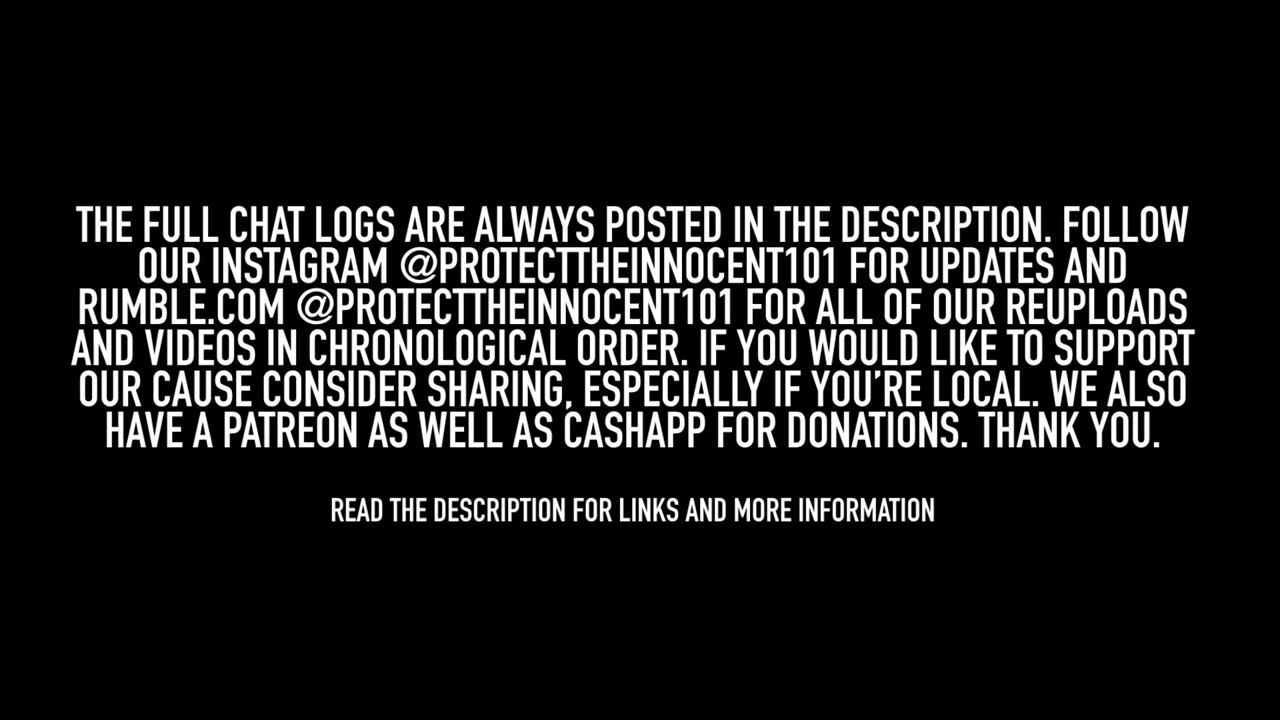 THE FULL CHAT LOGS ARE ALWAYS POSTED IN THE DESCRIPTION. FOLLOW
OUR INSTAGRAM @PROTECTTHEINNOCENT101 FOR UPDATES AND
RUMBLE.COM @PROTECTTHEINNOCENT101 FOR ALL OF OUR REUPLOADS
AND VIDEOS IN CHRONOLOGICAL ORDER. IF YOU WOULD LIKE TO SUPPORT
OUR CAUSE CONSIDER SHARING, ESPECIALLY IF YOU’RE LOCAL. WE ALSO
HAVE A PATREON AS WELL AS CASHAPP FOR DONATIONS. THANK YOU.
READ THE DESCRIPTION FOR LINKS AND MORE INFORMATION